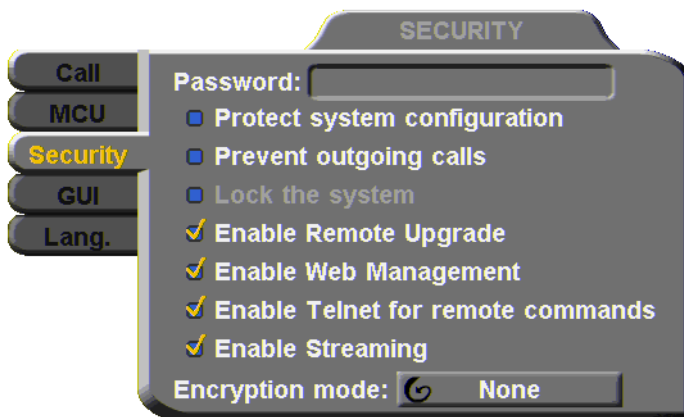 SECURITY
Call
MCU
Security
GUI
Lang.
Password:
Protect system configuration
Prevent outgoing calls
Lock the system
Enable Remote Upgrade
Enable Web Management
Enable Telnet for remote commands
Enable Streaming
Encryption mode: None